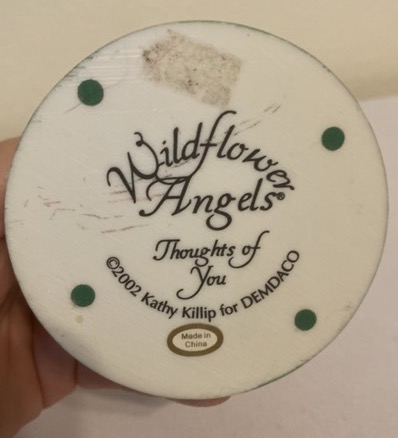 Wildflower
Angels®
Thoughts of
You
©2002 Kathy Killip for DEMDACO
Made in
China